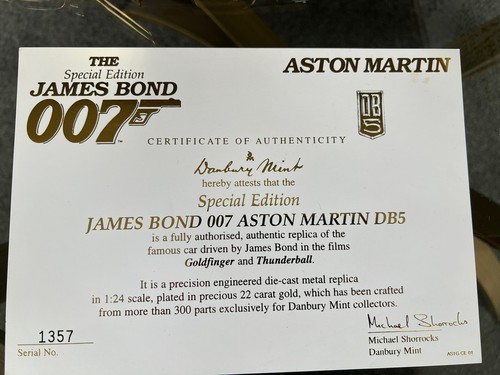 THE
Special Edition
JAMES BOND
007™
ASTON MARTIN
DB
5
CERTIFICATE OF AUTHENTICITY
Danbury Mint
hereby attests that the
Special Edition
JAMES BOND 007 ASTON MARTIN DB5
is a fully authorised, authentic replica of the
famous car driven by James Bond in the films
Goldfinger and Thunderball.
It is a precision engineered die-cast metal replica
in 1:24 scale, plated in precious 22 carat gold, which has been crafted
from more than 300 parts exclusively for Danbury Mint collectors.
1357
Serial No.
Michael Shorrocks
Michael Shorrocks
Danbury Mint